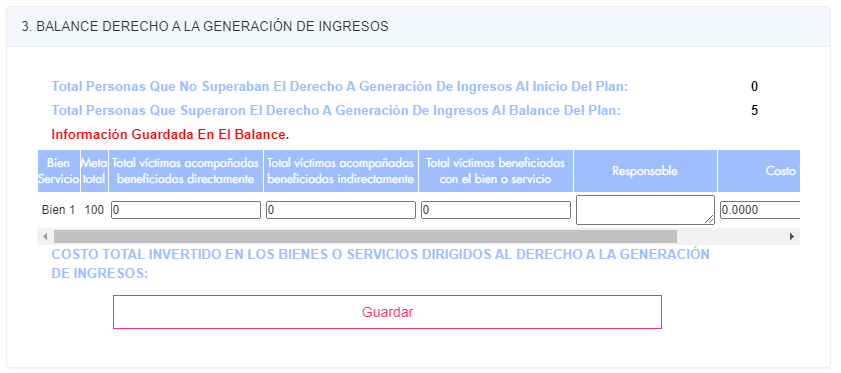 3. BALANCE DERECHO A LA GENERACIÓN DE INGRESOS
Total Personas Que No Superaban El Derecho A Generación De Ingresos Al Inicio Del Plan: 0
Total Personas Que Superaron El Derecho A Generación De Ingresos Al Balance Del Plan: 5
Información Guardada En El Balance.
Bien Meta Total víctimas acompañadas Total víctimas acompañadas Total víctimas beneficiadas Responsable Costo
Servicio total beneficiadas directamente beneficiadas indirectamente con el bien o servicio
Bien 1 100 0 0 0 0.0000
COSTO TOTAL INVERTIDO EN LOS BIENES O SERVICIOS DIRIGIDOS AL DERECHO A LA GENERACIÓN
DE INGRESOS:
Guardar